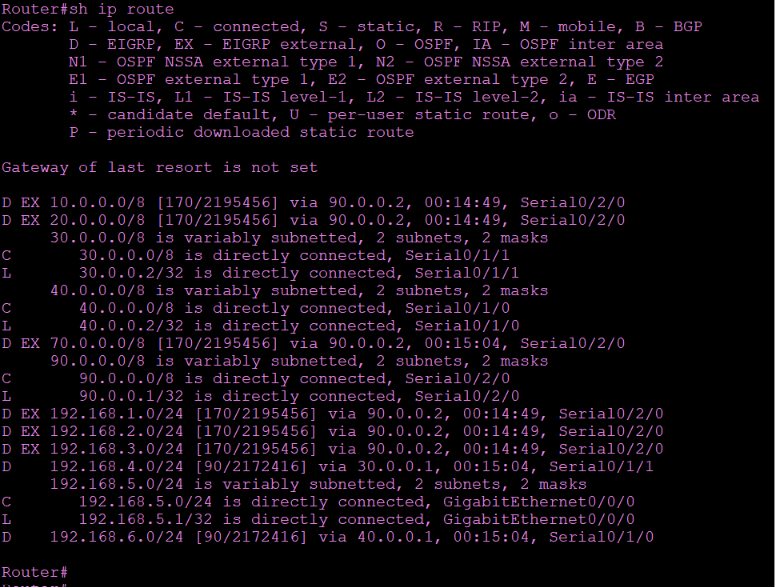 Router#sh ip route
Codes: L - local, C - connected, S - static, R - RIP, M - mobile, B - BGP
       D - EIGRP, EX - EIGRP external, O - OSPF, IA - OSPF inter area
       N1 - OSPF NSSA external type 1, N2 - OSPF NSSA external type 2
       E1 - OSPF external type 1, E2 - OSPF external type 2, E - EGP
       i - IS-IS, L1 - IS-IS level-1, L2 - IS-IS level-2, ia - IS-IS inter area
       * - candidate default, U - per-user static route, o - ODR
       P - periodic downloaded static route

Gateway of last resort is not set

D EX 10.0.0.0/8 [170/2195456] via 90.0.0.2, 00:14:49, Serial0/2/0
D EX 20.0.0.0/8 [170/2195456] via 90.0.0.2, 00:14:49, Serial0/2/0
     30.0.0.0/8 is variably subnetted, 2 subnets, 2 masks
C       30.0.0.0/8 is directly connected, Serial0/1/1
L       30.0.0.2/32 is directly connected, Serial0/1/1
     40.0.0.0/8 is variably subnetted, 2 subnets, 2 masks
C       40.0.0.0/8 is directly connected, Serial0/1/0
L       40.0.0.2/32 is directly connected, Serial0/1/0
D EX 70.0.0.0/8 [170/2195456] via 90.0.0.2, 00:15:04, Serial0/2/0
     90.0.0.0/8 is variably subnetted, 2 subnets, 2 masks
C       90.0.0.0/8 is directly connected, Serial0/2/0
L       90.0.0.1/32 is directly connected, Serial0/2/0
D EX 192.168.1.0/24 [170/2195456] via 90.0.0.2, 00:14:49, Serial0/2/0
D EX 192.168.2.0/24 [170/2195456] via 90.0.0.2, 00:14:49, Serial0/2/0
D EX 192.168.3.0/24 [170/2195456] via 90.0.0.2, 00:14:49, Serial0/2/0
D    192.168.4.0/24 [90/2172416] via 30.0.0.1, 00:15:04, Serial0/1/1
     192.168.5.0/24 is variably subnetted, 2 subnets, 2 masks
C       192.168.5.0/24 is directly connected, GigabitEthernet0/0/0
L       192.168.5.1/32 is directly connected, GigabitEthernet0/0/0
D    192.168.6.0/24 [90/2172416] via 40.0.0.1, 00:15:04, Serial0/1/0

Router#
Router#